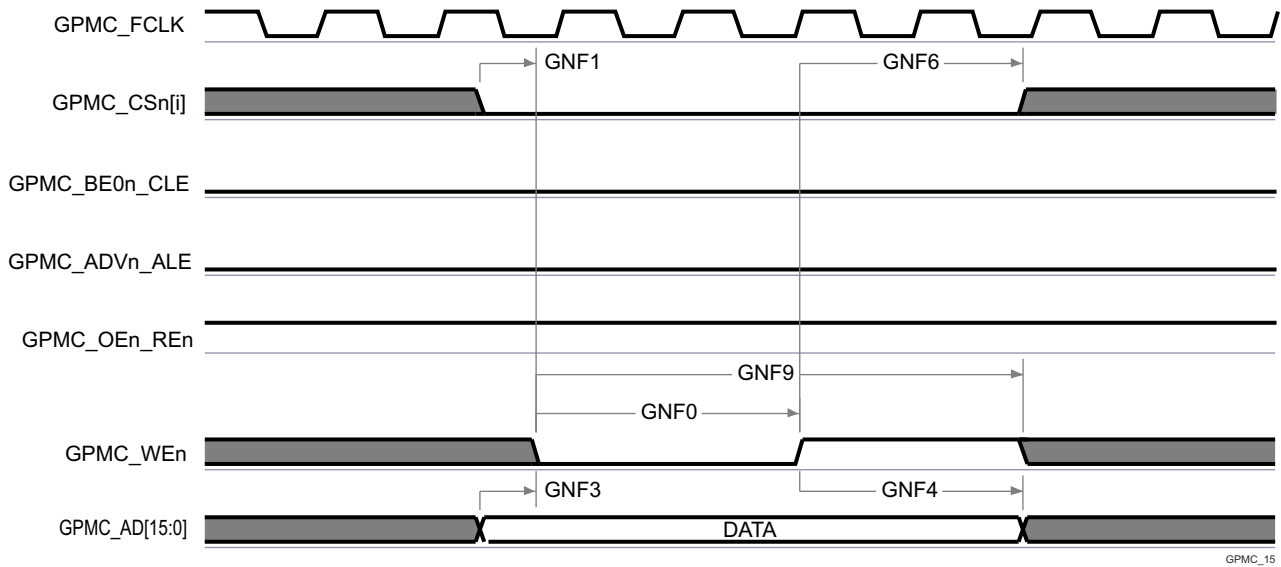 GPMC_FCLK
GNF1
GNF6
GPMC_CSn[i]
GPMC_BE0n_CLE
GPMC_ADVn_ALE
GPMC_OEn_REn
GNF9
GNF0
GPMC_WEn
GNF3
GNF4
GPMC_AD[15:0]
DATA
GPMC_15